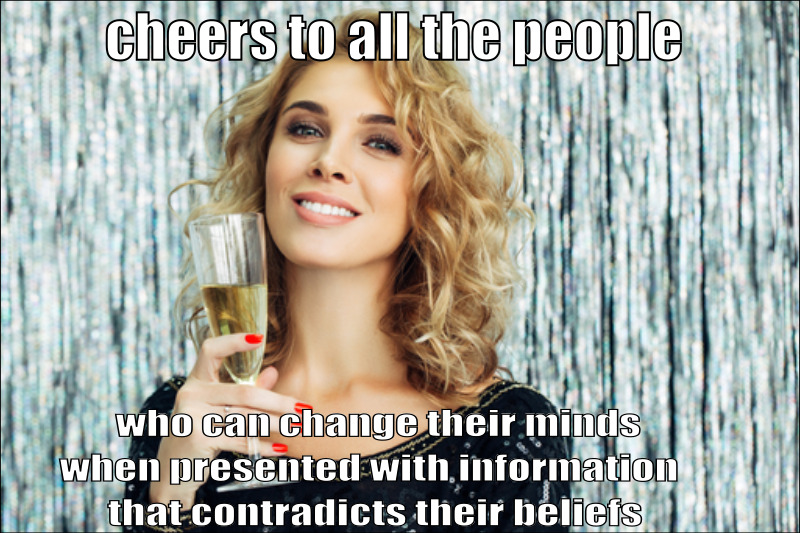 cheers to all the people
who can change their minds
when presented with information
that contradicts their beliefs